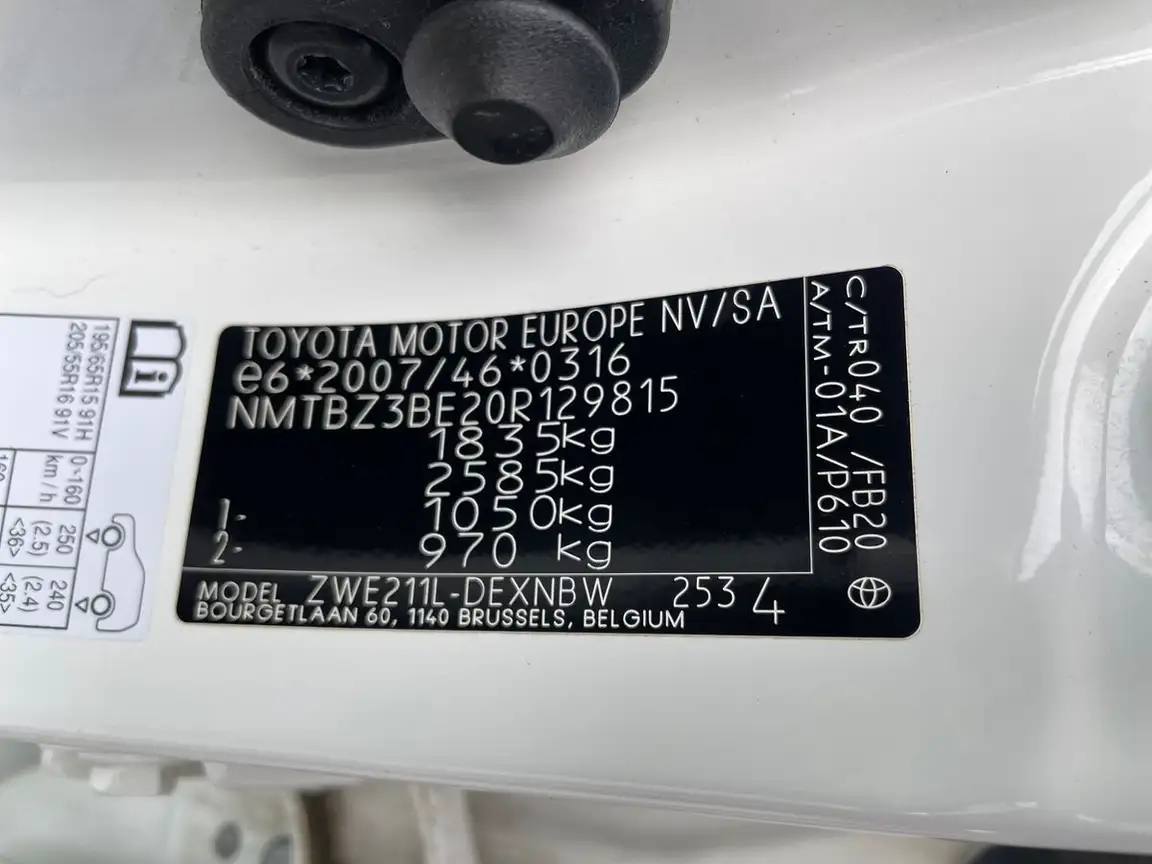 TOYOTA MOTOR EUROPE NV/SA
e6*2007/46*0316
NMTBZ3BE20R129815
1835kg
2585kg
1- 1050kg
2- 970 kg
MODEL ZWE211L-DEXNBW 253 4
BOURGETLAAN 60, 1140 BRUSSELS, BELGIUM
C/TR040 /FB20
A/TM-01A/P610
i
195/65R15 91H
205/55R16 91V
0~160
km/h
250
(2.5)
<36>
240
(2.4)
<35>